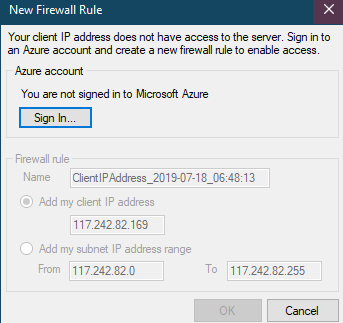 New Firewall Rule
Your client IP address does not have access to the server. Sign in to
an Azure account and create a new firewall rule to enable access.
Azure account
You are not signed in to Microsoft Azure
Sign In...
Firewall rule
Name ClientIPAddress_2019-07-18_06:48:13
Add my client IP address
117.242.82.169
Add my subnet IP address range
From 117.242.82.0 To 117.242.82.255
OK Cancel